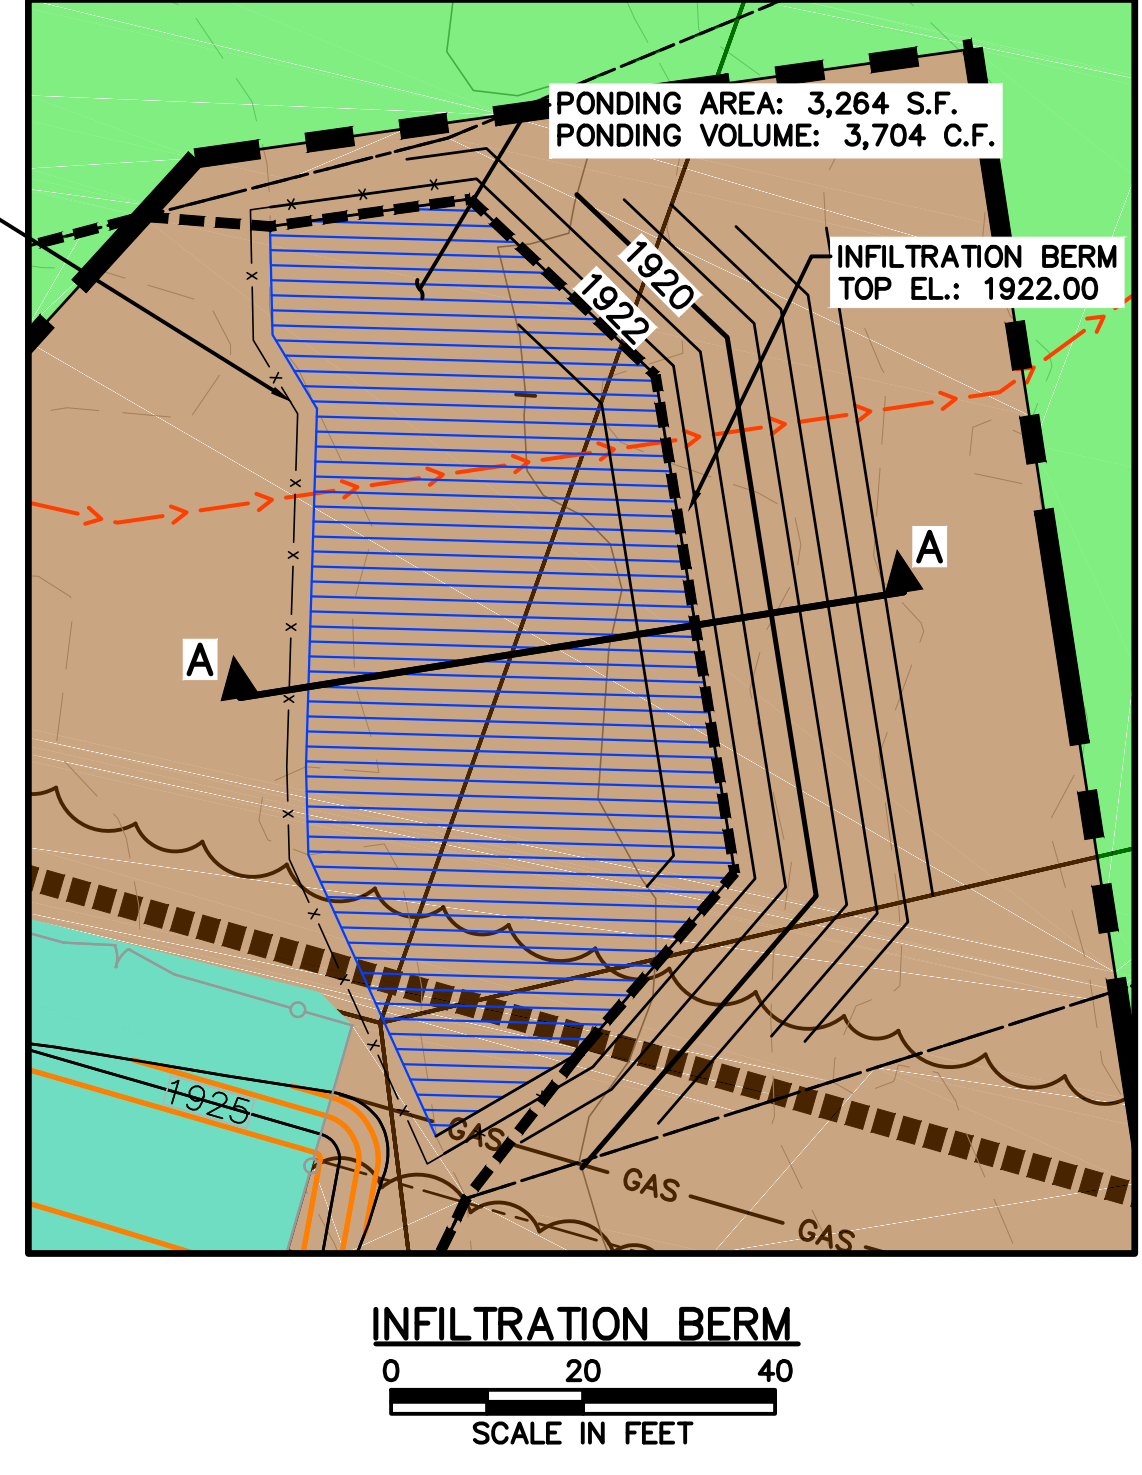 PONDING AREA: 3,264 S.F.
PONDING VOLUME: 3,704 C.F.
INFILTRATION BERM
TOP EL.: 1922.00
1920
1922
A
A
1925
GAS
GAS
GAS
INFILTRATION BERM
0 20 40
SCALE IN FEET